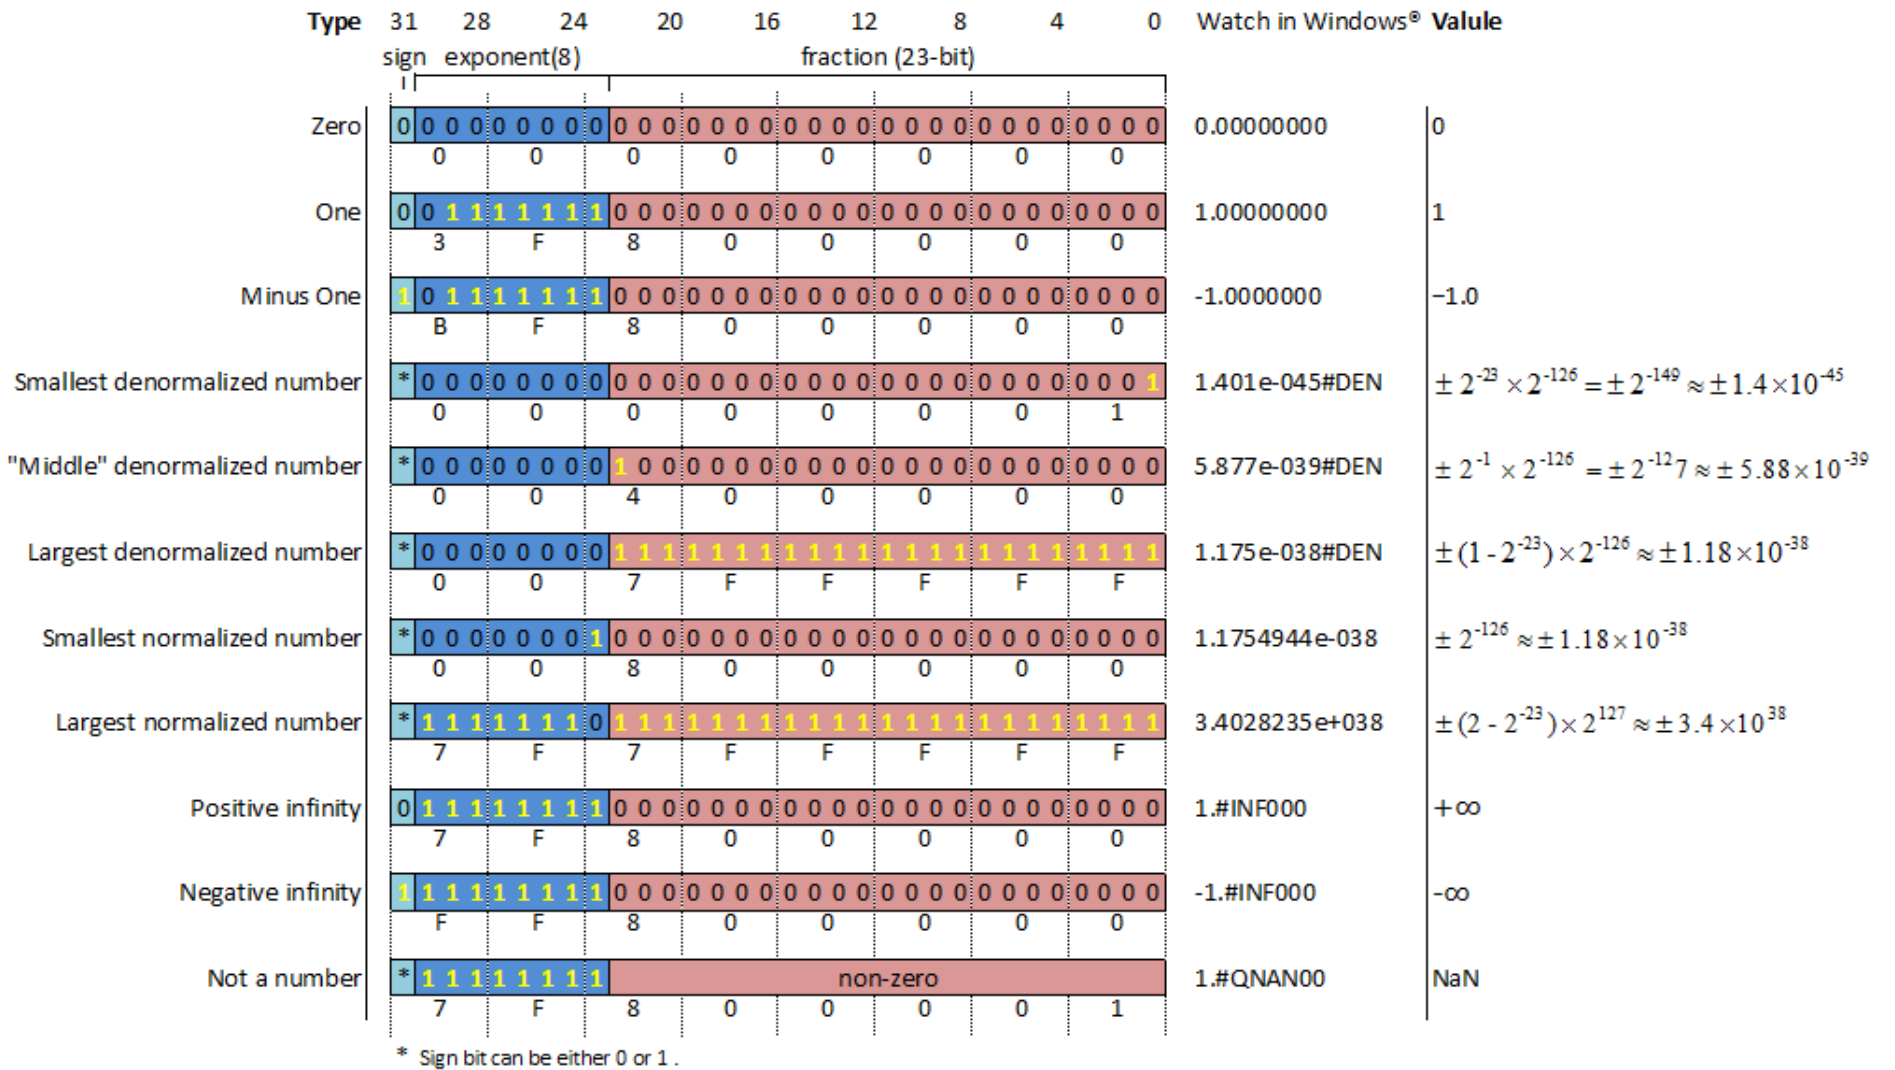 Type 31 28 24 20 16 12 8 4 0 Watch in Windows® Valule
sign exponent(8) fraction (23-bit)
Zero 0 0 0 0 0 0 0 0 0 0 0 0 0 0 0 0 0 0 0 0 0 0 0 0 0 0 0 0 0 0 0 0 0.00000000 0
0 0 0 0 0 0 0 0
One 0 0 1 1 1 1 1 1 1 0 0 0 0 0 0 0 0 0 0 0 0 0 0 0 0 0 0 0 0 0 0 0 1.00000000 1
3 F 8 0 0 0 0 0
Minus One 1 0 1 1 1 1 1 1 1 0 0 0 0 0 0 0 0 0 0 0 0 0 0 0 0 0 0 0 0 0 0 0 -1.0000000 −1.0
B F 8 0 0 0 0 0
Smallest denormalized number * 0 0 0 0 0 0 0 0 0 0 0 0 0 0 0 0 0 0 0 0 0 0 0 0 0 0 0 0 0 0 1 1.401e-045#DEN ± 2^-23 × 2^-126 = ± 2^-149 ≈ ± 1.4×10^-45
0 0 0 0 0 0 0 1
"Middle" denormalized number * 0 0 0 0 0 0 0 0 1 0 0 0 0 0 0 0 0 0 0 0 0 0 0 0 0 0 0 0 0 0 0 5.877e-039#DEN ± 2^-1 × 2^-126 = ± 2^-12 7 ≈ ± 5.88×10^-39
0 0 4 0 0 0 0 0
Largest denormalized number * 0 0 0 0 0 0 0 0 1 1 1 1 1 1 1 1 1 1 1 1 1 1 1 1 1 1 1 1 1 1 1 1.175e-038#DEN ± (1 - 2^-23) × 2^-126 ≈ ± 1.18×10^-38
0 0 7 F F F F F
Smallest normalized number * 0 0 0 0 0 0 0 1 0 0 0 0 0 0 0 0 0 0 0 0 0 0 0 0 0 0 0 0 0 0 0 1.1754944e-038 ± 2^-126 ≈ ± 1.18×10^-38
0 0 8 0 0 0 0 0
Largest normalized number * 1 1 1 1 1 1 1 0 1 1 1 1 1 1 1 1 1 1 1 1 1 1 1 1 1 1 1 1 1 1 1 3.4028235e+038 ± (2 - 2^-23) × 2^127 ≈ ± 3.4 ×10^38
7 F 7 F F F F F
Positive infinity 0 1 1 1 1 1 1 1 1 0 0 0 0 0 0 0 0 0 0 0 0 0 0 0 0 0 0 0 0 0 0 0 1.#INF000 +∞
7 F 8 0 0 0 0 0
Negative infinity 1 1 1 1 1 1 1 1 1 0 0 0 0 0 0 0 0 0 0 0 0 0 0 0 0 0 0 0 0 0 0 0 -1.#INF000 -∞
F F 8 0 0 0 0 0
Not a number * 1 1 1 1 1 1 1 1 non-zero 1.#QNAN00 NaN
7 F 8 0 0 0 0 1
* Sign bit can be either 0 or 1 .